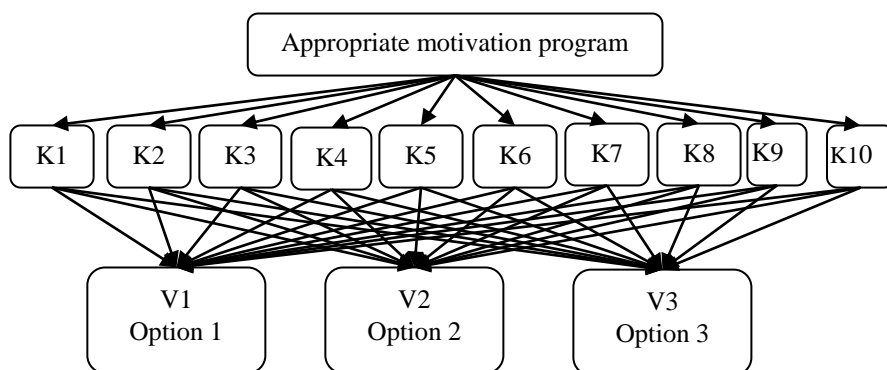 Appropriate motivation program
K1 K2 K3 K4 K5 K6 K7 K8 K9 K10
V1
Option 1
V2
Option 2
V3
Option 3